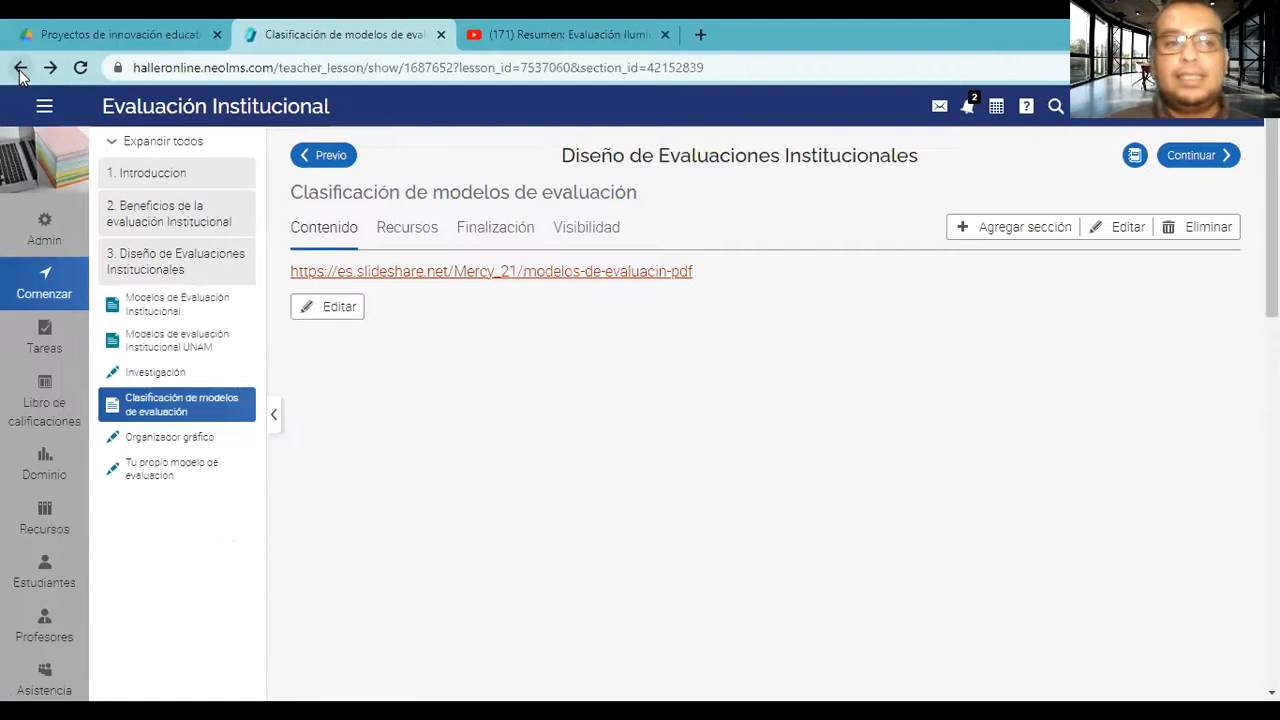 Proyectos de innovación educat
Clasificación de modelos de eva
(171) Resumen: Evaluación ilumi
halleronline.neolms.com/teacher_lesson/show/1687652?lesson_id=7537060&section_id=42152839
Evaluación Institucional
2
Expandir todos
1. Introduccion
2. Beneficios de la
evaluación Institucional
3. Diseño de Evaluaciones
Institucionales
Modelos de Evaluación
Institucional
Modelos de evaluación
Institucional UNAM
Investigación
Clasificación de modelos
de evaluación
Organizador gráfico
Tu propio modelo de
evaluación
Admin
Comenzar
Tareas
Libro de
calificaciones
Dominio
Recursos
Estudiantes
Profesores
Asistencia
Previo
Diseño de Evaluaciones Institucionales
Continuar
Clasificación de modelos de evaluación
Contenido
Recursos
Finalización
Visibilidad
Agregar sección
Editar
Eliminar
https://es.slideshare.net/Mercy_21/modelos-de-evaluacin-pdf
Editar